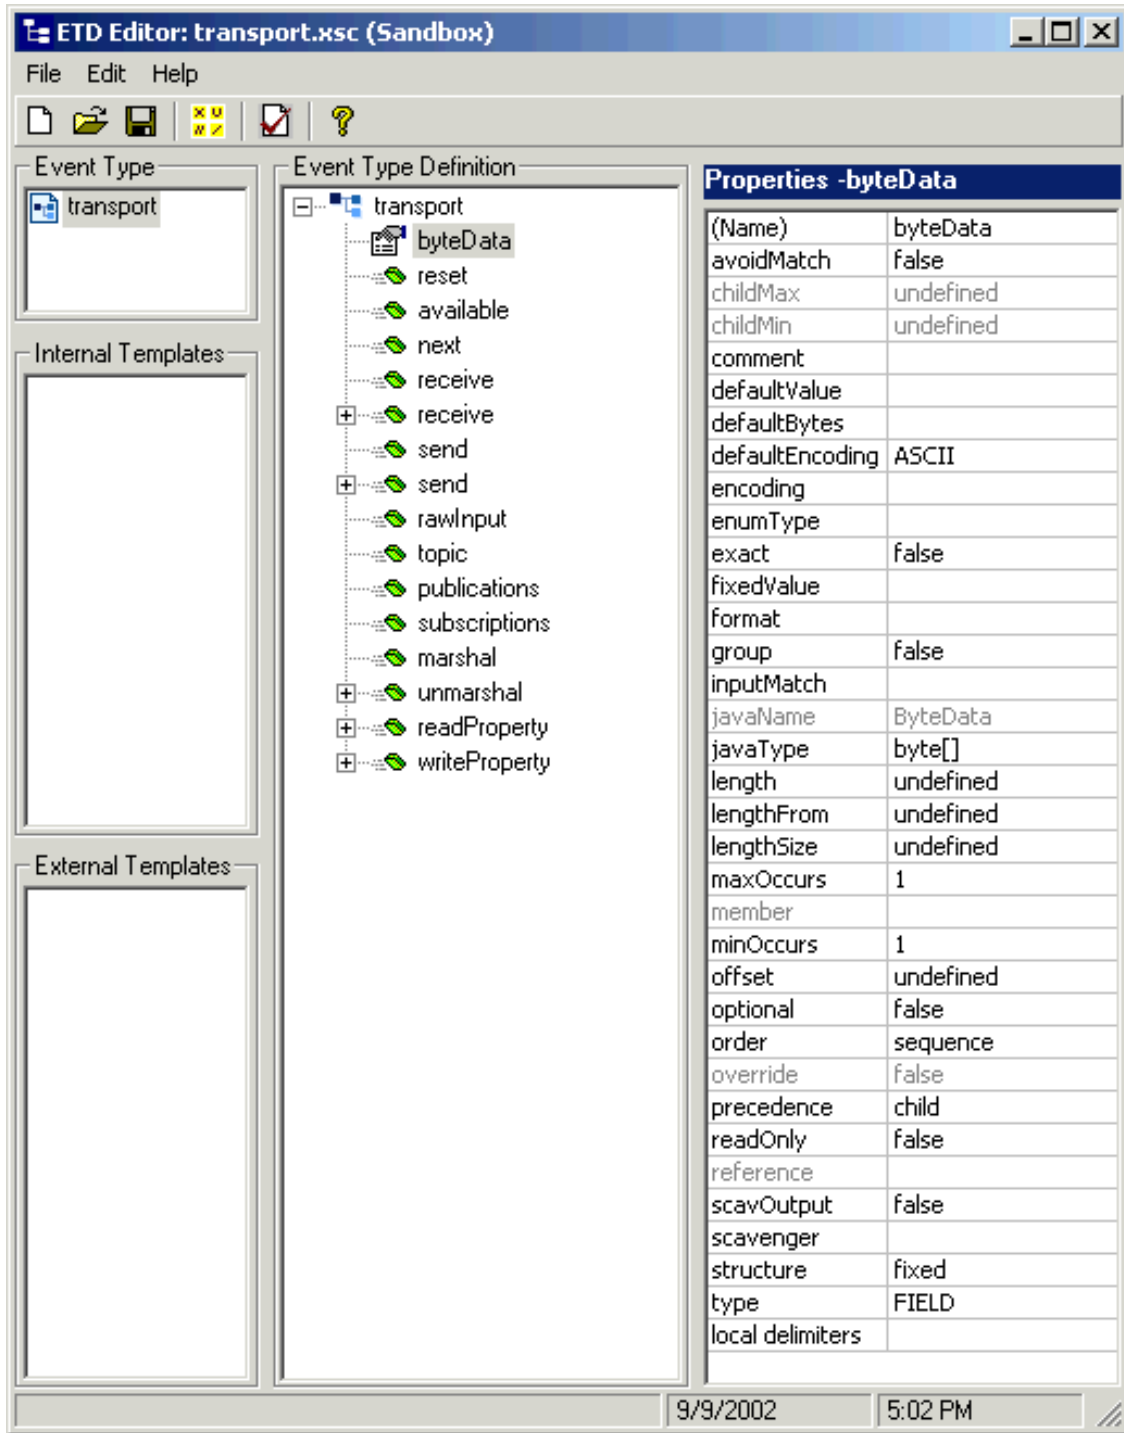 ETD Editor: transport.xsc (Sandbox)
File Edit Help
Event Type
transport
Internal Templates
External Templates
Event Type Definition
transport
byteData
reset
available
next
receive
receive
send
send
rawInput
topic
publications
subscriptions
marshal
unmarshal
readProperty
writeProperty
Properties -byteData
(Name) byteData
avoidMatch false
childMax undefined
childMin undefined
comment
defaultValue
defaultBytes
defaultEncoding ASCII
encoding
enumType
exact false
fixedValue
format
group false
inputMatch
javaName ByteData
javaType byte[]
length undefined
lengthFrom undefined
lengthSize undefined
maxOccurs 1
member
minOccurs 1
offset undefined
optional false
order sequence
override false
precedence child
readOnly false
reference
scavOutput false
scavenger
structure fixed
type FIELD
local delimiters
9/9/2002 5:02 PM